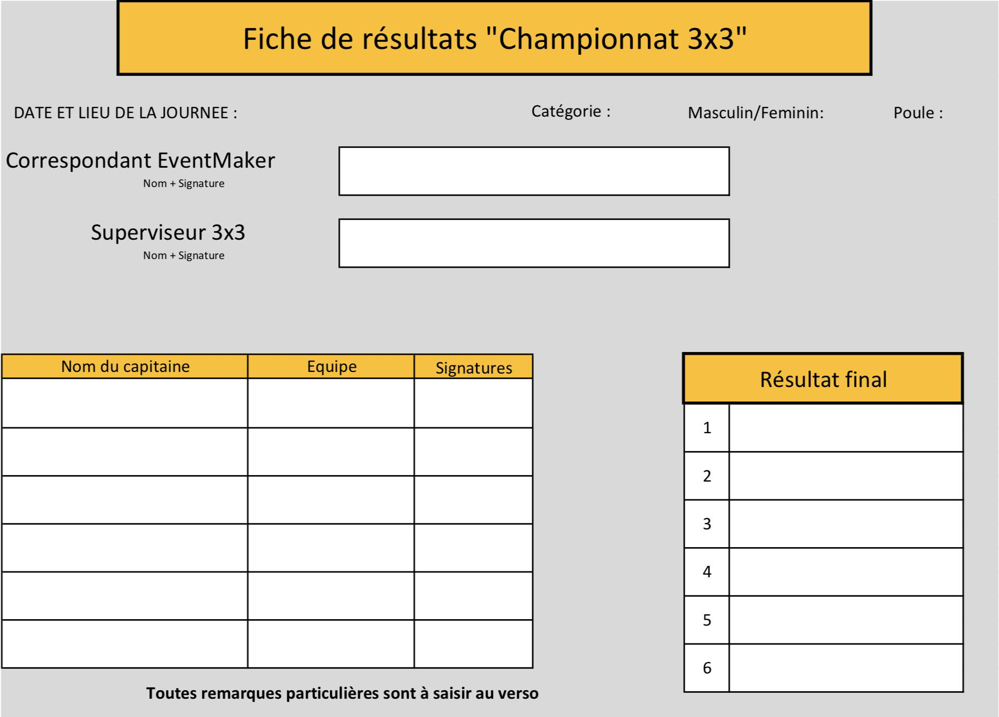 Fiche de résultats "Championnat 3x3"
DATE ET LIEU DE LA JOURNEE :
Catégorie :
Masculin/Feminin:
Poule :
Correspondant EventMaker
Nom + Signature
Superviseur 3x3
Nom + Signature
Nom du capitaine
Equipe
Signatures
Résultat final
1
2
3
4
5
6
Toutes remarques particulières sont à saisir au verso